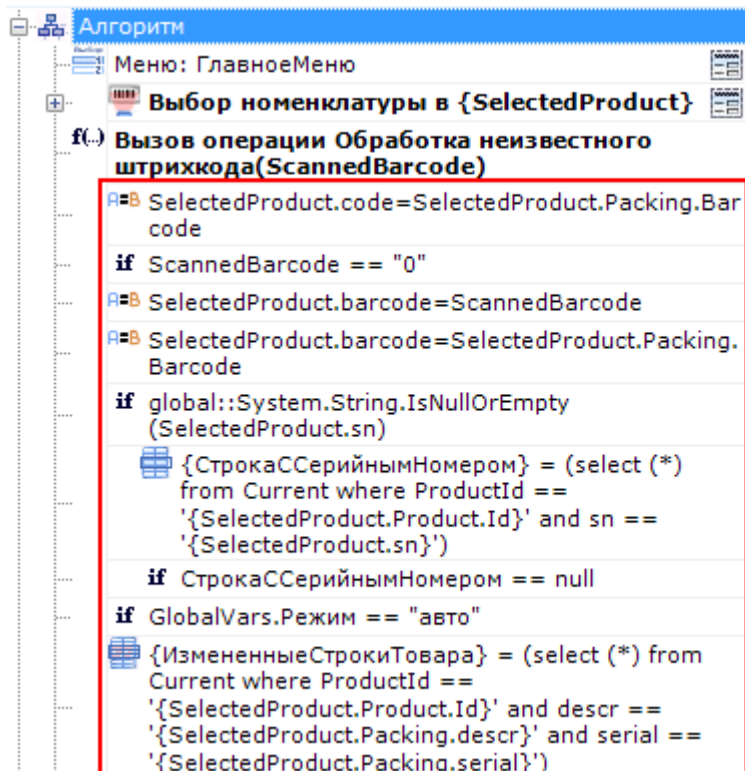 Алгоритм
Меню: ГлавноеМеню
Выбор номенклатуры в {SelectedProduct}
f(..) Вызов операции Обработка неизвестного
штрихкода(ScannedBarcode)
A=B SelectedProduct.code=SelectedProduct.Packing.Bar
code
if ScannedBarcode == "0"
A=B SelectedProduct.barcode=ScannedBarcode
A=B SelectedProduct.barcode=SelectedProduct.Packing.
Barcode
if global::System.String.IsNullOrEmpty
(SelectedProduct.sn)
{СтрокаССерийнымНомером} = (select (*)
from Current where ProductId ==
'{SelectedProduct.Product.Id}' and sn ==
'{SelectedProduct.sn}')
if СтрокаССерийнымНомером == null
if GlobalVars.Режим == "авто"
{ИзмененныеСтрокиТовара} = (select (*) from
Current where ProductId ==
'{SelectedProduct.Product.Id}' and descr ==
'{SelectedProduct.Packing.descr}' and serial ==
'{SelectedProduct.Packing.serial}')